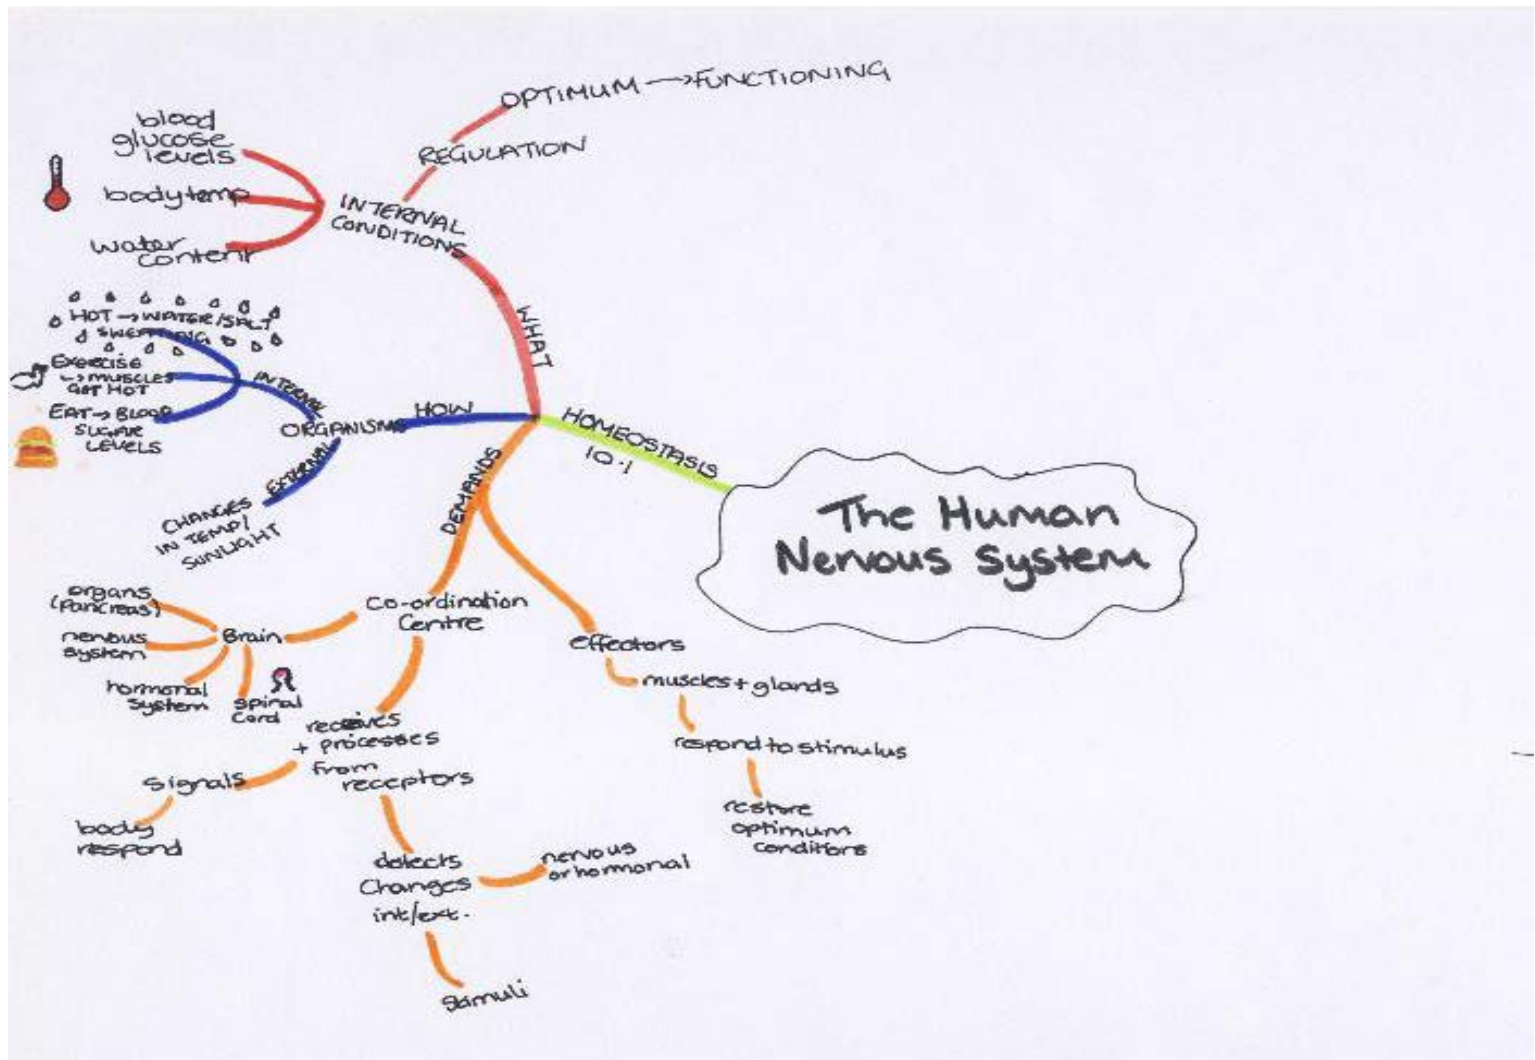 The Human
Nervous System
HOMEOSTASIS
10.1
WHAT
INTERNAL
CONDITIONS
REGULATION
OPTIMUM → FUNCTIONING
blood
glucose
levels
body temp
water
content
HOW
ORGANISMS
INTERNAL
HOT → WATER/SALT
SWEATING
EXERCISE
↳ MUSCLES
GOT HOT
EAT → BLOOD
SUGAR
LEVELS
EXTERNAL
CHANGES
IN TEMP/
SUNLIGHT
DEMANDS
Co-ordination
Centre
Brain
organs
(pancreas)
nervous
system
hormonal
system
spinal
Cord
receives
+ processes
from
receptors
Signals
body
respond
detects
Changes
int/ext.
nervous
or hormonal
Stimuli
effectors
muscles + glands
respond to stimulus
restore
optimum
conditions